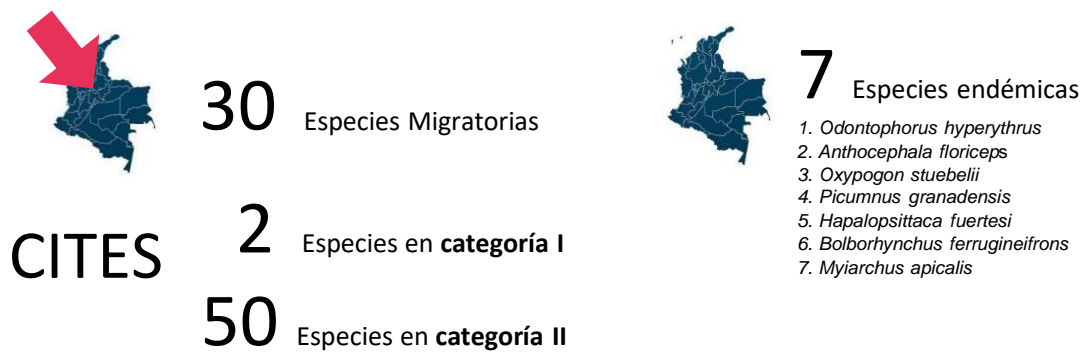 30 Especies Migratorias
7 Especies endémicas
1. Odontophorus hyperythrus
2. Anthocephala floriceps
3. Oxypogon stuebelii
4. Picumnus granadensis
5. Hapalopsittaca fuertesi
6. Bolborhynchus ferrugineifrons
7. Myiarchus apicalis
CITES
2 Especies en categoría I
50 Especies en categoría II